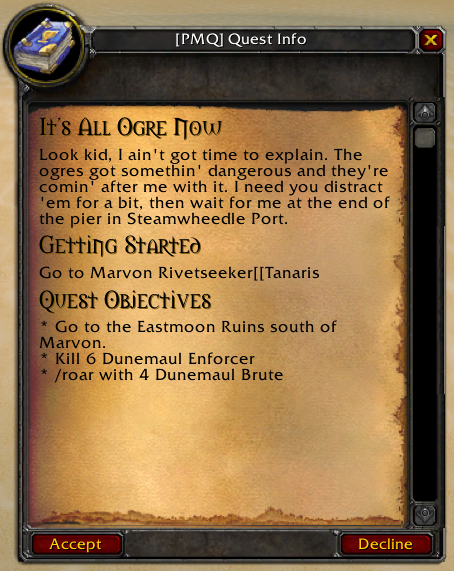 [PMQ] Quest Info
It's All Ogre Now
Look kid, I ain't got time to explain. The
ogres got somethin' dangerous and they're
comin' after me with it. I need you distract
'em for a bit, then wait for me at the end of
the pier in Steamwheedle Port.
Getting Started
Go to Marvon Rivetseeker[[Tanaris
Quest Objectives
* Go to the Eastmoon Ruins south of
Marvon.
* Kill 6 Dunemaul Enforcer
* /roar with 4 Dunemaul Brute
Accept
Decline